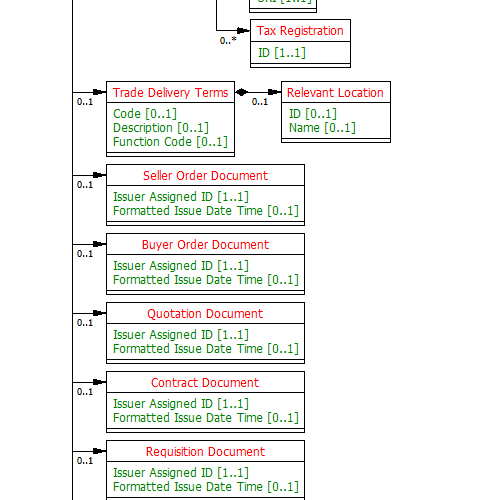 URI [1..1]
Tax Registration
0..*
ID [1..1]
Trade Delivery Terms
Relevant Location
0..1
0..1
Code [0..1]
Description [0..1]
Function Code [0..1]
ID [0..1]
Name [0..1]
Seller Order Document
0..1
Issuer Assigned ID [1..1]
Formatted Issue Date Time [0..1]
Buyer Order Document
0..1
Issuer Assigned ID [1..1]
Formatted Issue Date Time [0..1]
Quotation Document
0..1
Issuer Assigned ID [1..1]
Formatted Issue Date Time [0..1]
Contract Document
0..1
Issuer Assigned ID [1..1]
Formatted Issue Date Time [0..1]
Requisition Document
0..1
Issuer Assigned ID [1..1]
Formatted Issue Date Time [0..1]